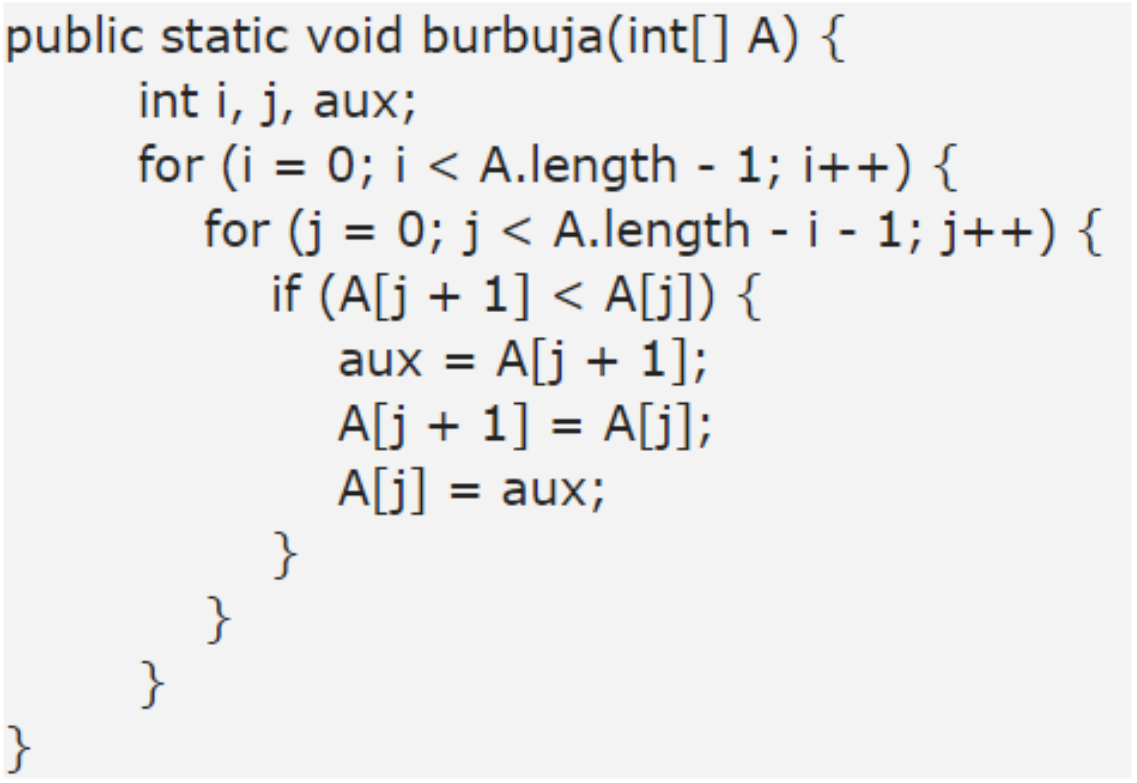 public static void burbuja(int[] A) {
int i, j, aux;
for (i = 0; i < A.length - 1; i++) {
for (j = 0; j < A.length - i - 1; j++) {
if (A[j + 1] < A[j]) {
aux = A[j + 1];
A[j + 1] = A[j];
A[j] = aux;
}
}
}
}